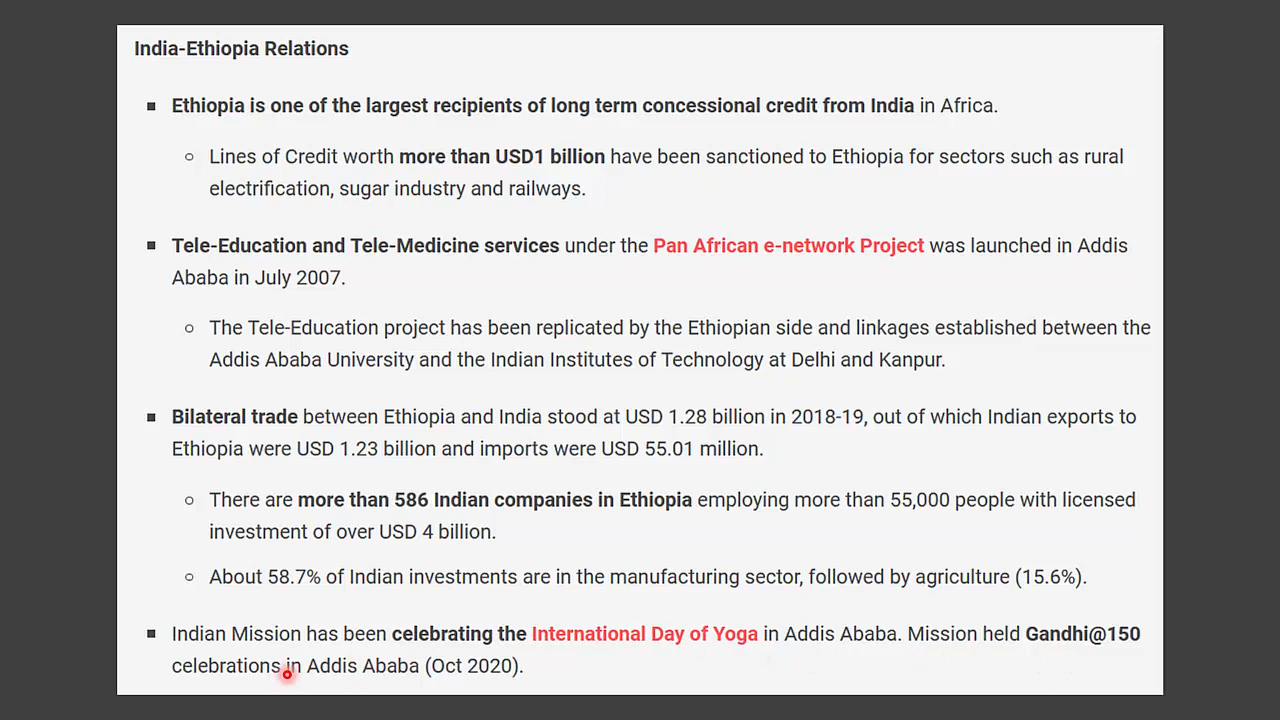 India-Ethiopia Relations
▪ Ethiopia is one of the largest recipients of long term concessional credit from India in Africa.
○ Lines of Credit worth more than USD1 billion have been sanctioned to Ethiopia for sectors such as rural
electrification, sugar industry and railways.
▪ Tele-Education and Tele-Medicine services under the Pan African e-network Project was launched in Addis
Ababa in July 2007.
○ The Tele-Education project has been replicated by the Ethiopian side and linkages established between the
Addis Ababa University and the Indian Institutes of Technology at Delhi and Kanpur.
▪ Bilateral trade between Ethiopia and India stood at USD 1.28 billion in 2018-19, out of which Indian exports to
Ethiopia were USD 1.23 billion and imports were USD 55.01 million.
○ There are more than 586 Indian companies in Ethiopia employing more than 55,000 people with licensed
investment of over USD 4 billion.
○ About 58.7% of Indian investments are in the manufacturing sector, followed by agriculture (15.6%).
▪ Indian Mission has been celebrating the International Day of Yoga in Addis Ababa. Mission held Gandhi@150
celebrations in Addis Ababa (Oct 2020).